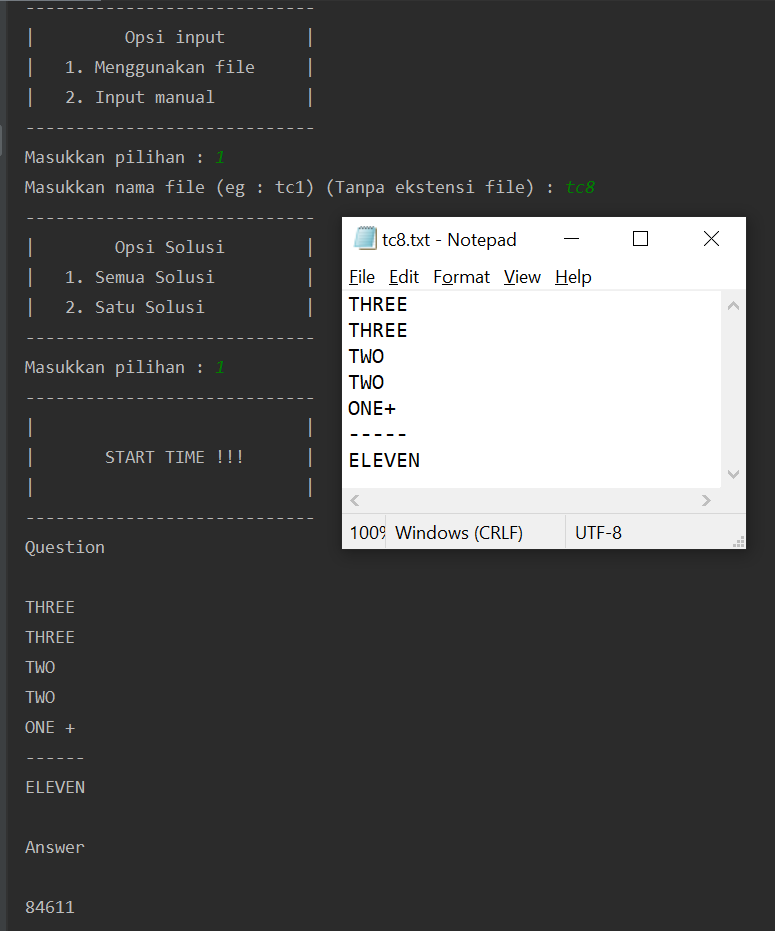 -----------------------------
|         Opsi input        |
|   1. Menggunakan file     |
|   2. Input manual         |
-----------------------------
Masukkan pilihan : 1
Masukkan nama file (eg : tc1) (Tanpa ekstensi file) : tc8
-----------------------------
|        Opsi Solusi        |
|   1. Semua Solusi         |
|   2. Satu Solusi          |
-----------------------------
Masukkan pilihan : 1
-----------------------------
|                           |
|       START TIME !!!      |
|                           |
-----------------------------
Question
THREE
THREE
TWO
TWO
ONE +
------
ELEVEN
Answer
84611
tc8.txt - Notepad
File Edit Format View Help
THREE
THREE
TWO
TWO
ONE+
-----
ELEVEN
100% Windows (CRLF) UTF-8